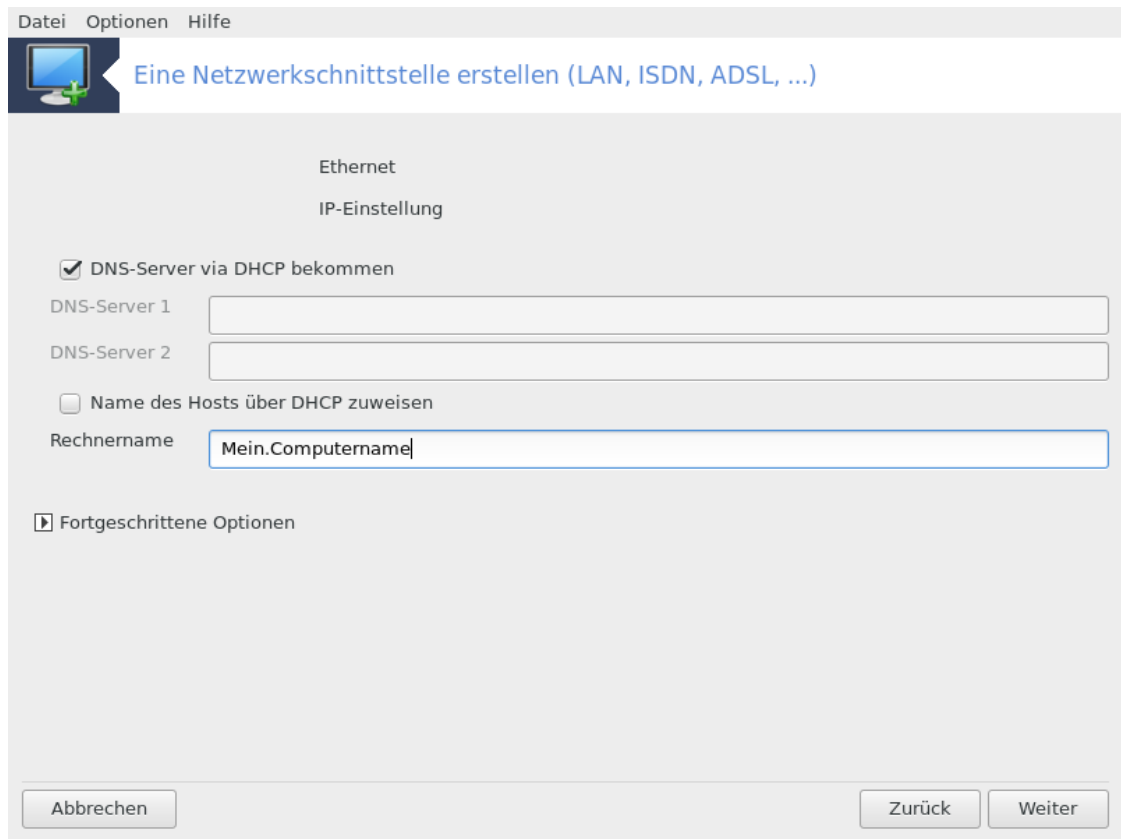 Datei Optionen Hilfe
Eine Netzwerkschnittstelle erstellen (LAN, ISDN, ADSL, ...)
Ethernet
IP-Einstellung
DNS-Server via DHCP bekommen
DNS-Server 1
DNS-Server 2
Name des Hosts über DHCP zuweisen
Rechnername Mein.Computername
Fortgeschrittene Optionen
Abbrechen Zurück Weiter